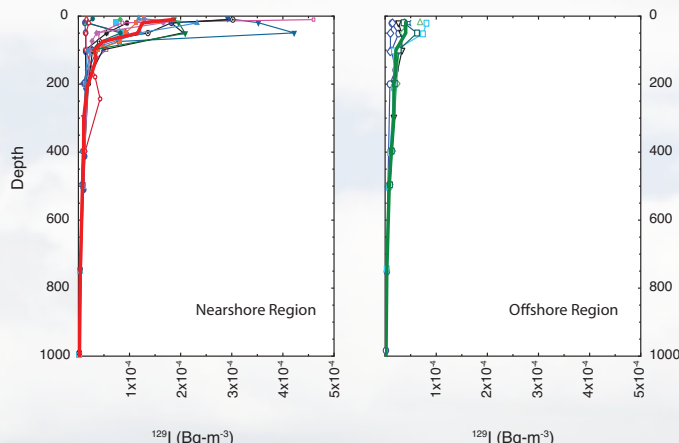 0
200
400
600
800
1000
Depth
Nearshore Region
1x10⁻⁴
2x10⁻⁴
3x10⁻⁴
4x10⁻⁴
5x10⁻⁴
¹²⁹I (Bq-m⁻³)
0
200
400
600
800
1000
Offshore Region
1x10⁻⁴
2x10⁻⁴
3x10⁻⁴
4x10⁻⁴
5x10⁻⁴
¹²⁹I (Bq-m⁻³)